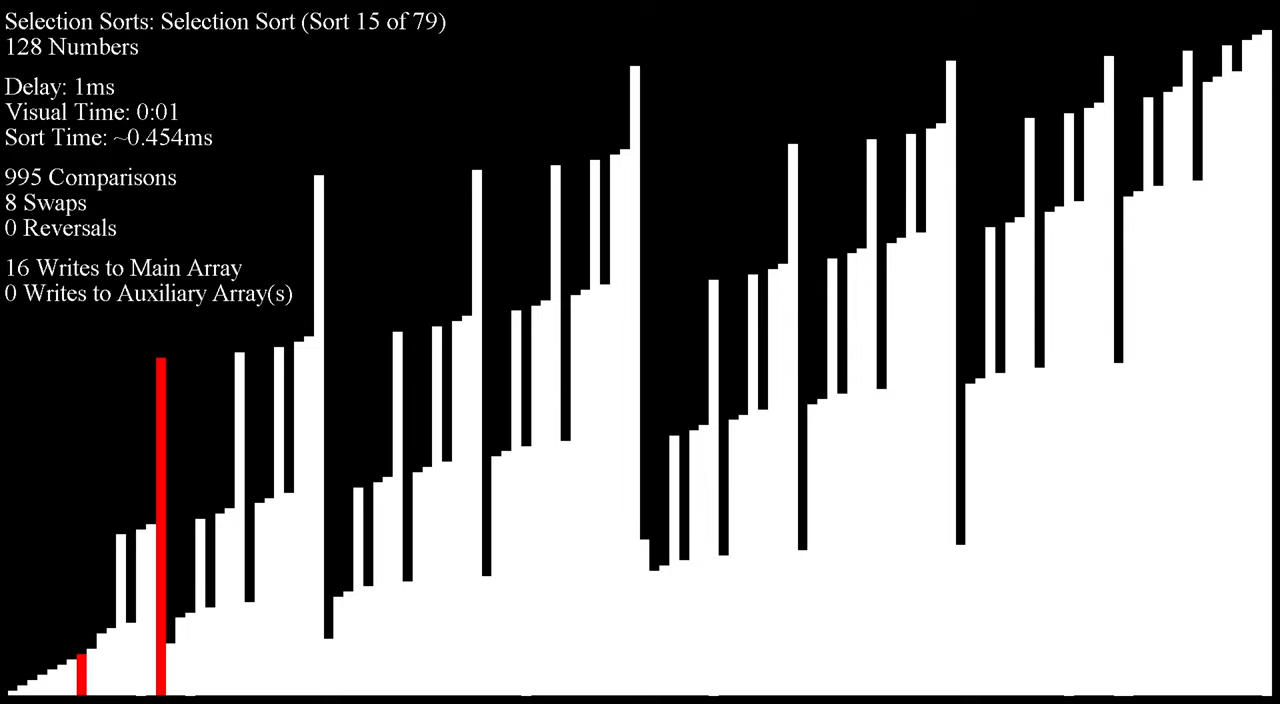 Selection Sorts: Selection Sort (Sort 15 of 79)
128 Numbers
Delay: 1ms
Visual Time: 0:01
Sort Time: ~0.454ms
995 Comparisons
8 Swaps
0 Reversals
16 Writes to Main Array
0 Writes to Auxiliary Array(s)